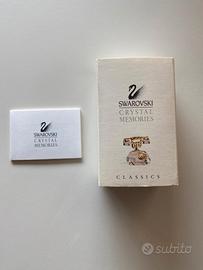 SWAROVSKI
CRYSTAL
MEMORIES
SWAROVSKI
CRYSTAL
MEMORIES
CLASSICS
subito